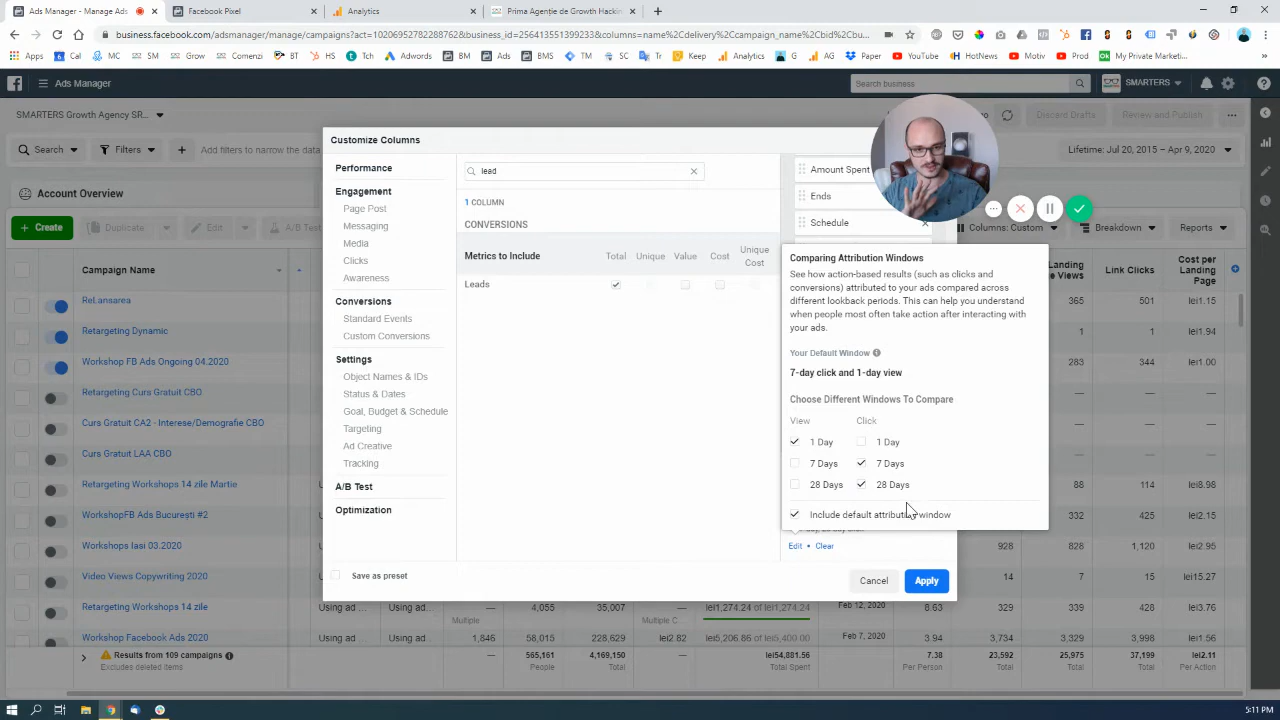 Ads Manager - Manage Ads
Facebook Pixel
Analytics
Prima Agenție de Growth Hackin
business.facebook.com/adsmanager/manage/campaigns?act=10206952782288762&business_id=256413551399233&columns=name%2Cdelivery%2Ccampaign_name%2Cbid%2Cbu...
Apps
Cal
MC
SM
Grow
Comenzi
BT
HS
Tch
Adwords
BM
Ads
BMS
TM
SC
Keep
Analytics
G
AG
Paper
YouTube
HotNews
Motiv
Prod
My Private Marketi...
Ads Manager
Search business
SMARTERS
SMARTERS Growth Agency SR...
Discard Drafts
Review and Publish
Search
Filters
Add filters to narrow the data
Lifetime: Jul 20, 2015 – Apr 9, 2020
Account Overview
Create
Duplicate
Edit
A/B Test
Columns: Custom
Breakdown
Reports
Campaign Name
Landing
Views
Link Clicks
Cost per
Landing
Page
ReLansarea
365 501 lei1.15
Retargeting Dynamic
1 1 lei1.94
Workshop FB Ads Ongoing 04.2020
283 344 lei1.00
Retargeting Curs Gratuit CBO
— — —
Curs Gratuit CA2 - Interese/Demografie CBO
— — —
Curs Gratuit LAA CBO
— — —
Retargeting Workshops 14 zile Martie
88 114 lei8.98
WorkshopFB Ads București #2
332 425 lei2.15
Workshops Iasi 03.2020
928 828 1,120 lei2.95
Video Views Copywriting 2020
14 7 15 lei15.27
Retargeting Workshops 14 zile
Using ad ... Using ad... 4,055 35,007 lei1,274.24 of lei1,274.24 Feb 12, 2020 8.63 339 428 lei3.76
Multiple Multiple C...
Workshop Facebook Ads 2020
Using ad ... Using ad... 1,846 58,015 228,629 lei2.82 lei5,206.86 of lei5,400.00 Feb 7, 2020 3.94 3,734 3,329 3,998 lei1.56
Results from 109 campaigns
Excludes deleted items
— 565,161 4,169,150 — lei54,881.56 7.38 23,592 25,975 37,199 lei2.11
People Total Total Spent Per Person Total Total Total Per Action
Customize Columns
Performance
Engagement
Page Post
Messaging
Media
Clicks
Awareness
Conversions
Standard Events
Custom Conversions
Settings
Object Names & IDs
Status & Dates
Goal, Budget & Schedule
Targeting
Ad Creative
Tracking
A/B Test
Optimization
lead
1 COLUMN
CONVERSIONS
Metrics to Include
Total
Unique
Value
Cost
Unique
Cost
Leads
Amount Spent
Ends
Schedule
Comparing Attribution Windows
See how action-based results (such as clicks and
conversions) attributed to your ads compared across
different lookback periods. This can help you understand
when people most often take action after interacting with
your ads.
Your Default Window
7-day click and 1-day view
Choose Different Windows To Compare
View Click
1 Day 1 Day
7 Days 7 Days
28 Days 28 Days
Include default attribution window
Edit • Clear
Save as preset
Cancel
Apply
5:11 PM